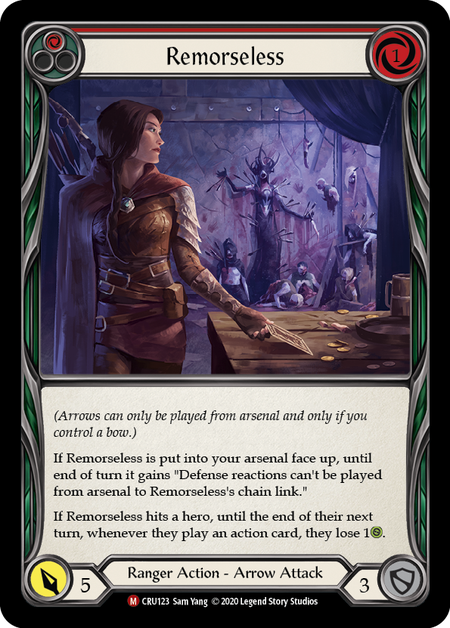 Remorseless
1
(Arrows can only be played from arsenal and only if you
control a bow.)
If Remorseless is put into your arsenal face up, until
end of turn it gains "Defense reactions can't be played
from arsenal to Remorseless's chain link."
If Remorseless hits a hero, until the end of their next
turn, whenever they play an action card, they lose 1.
5
Ranger Action - Arrow Attack
3
M CRU123 Sam Yang © 2020 Legend Story Studios